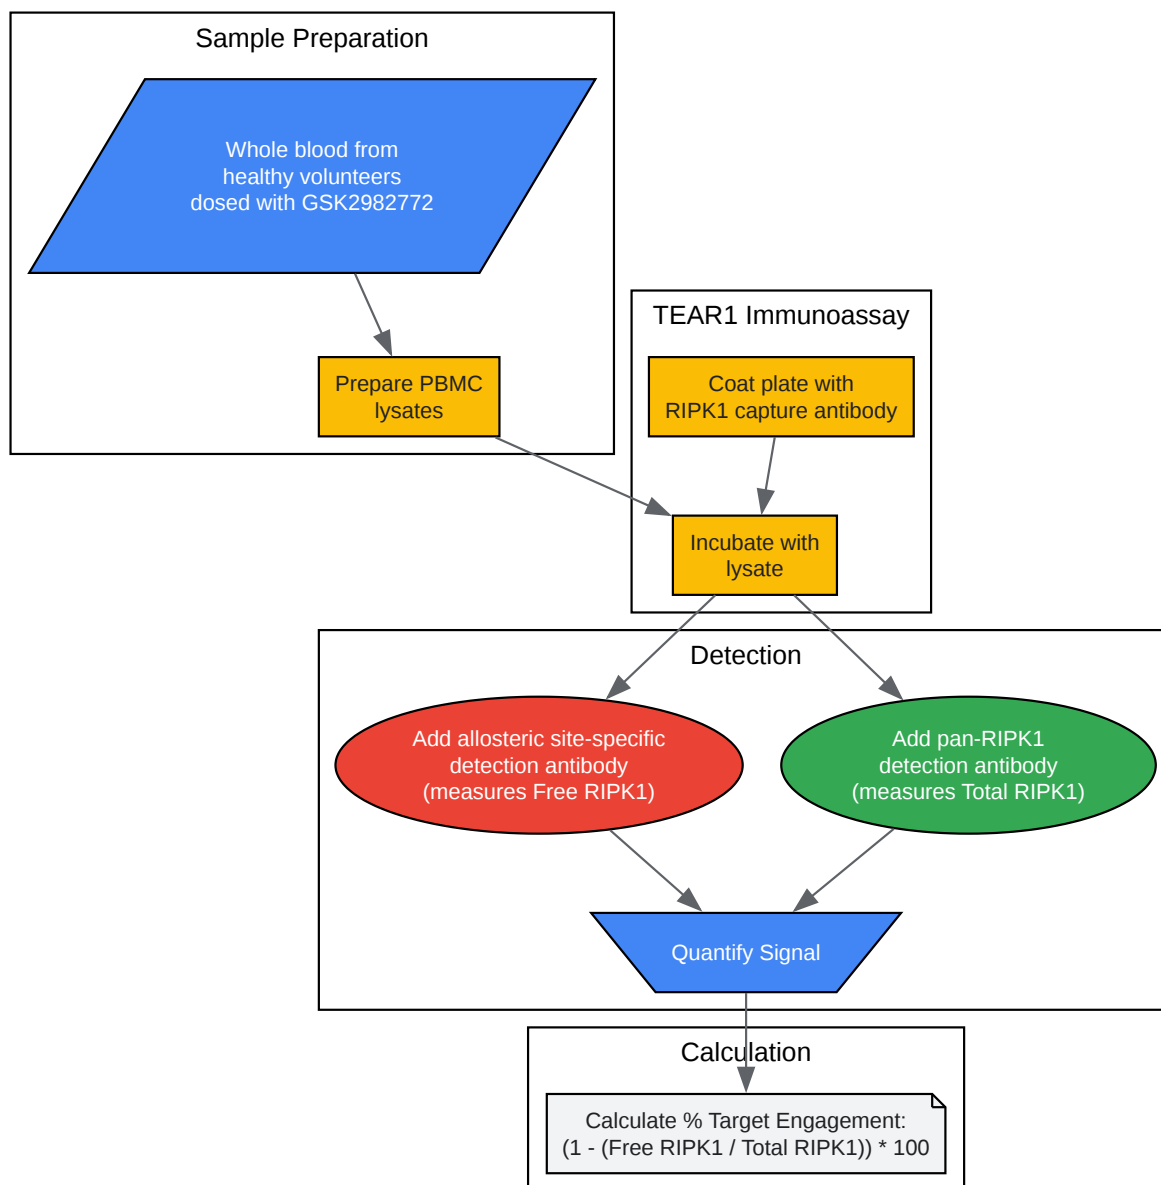 Sample Preparation
Whole blood from
healthy volunteers
dosed with GSK2982772
Prepare PBMC
lysates
TEAR1 Immunoassay
Coat plate with
RIPK1 capture antibody
Incubate with
lysate
Detection
Add allosteric site-specific
detection antibody
(measures Free RIPK1)
Add pan-RIPK1
detection antibody
(measures Total RIPK1)
Quantify Signal
Calculation
Calculate % Target Engagement:
(1 - (Free RIPK1 / Total RIPK1)) * 100